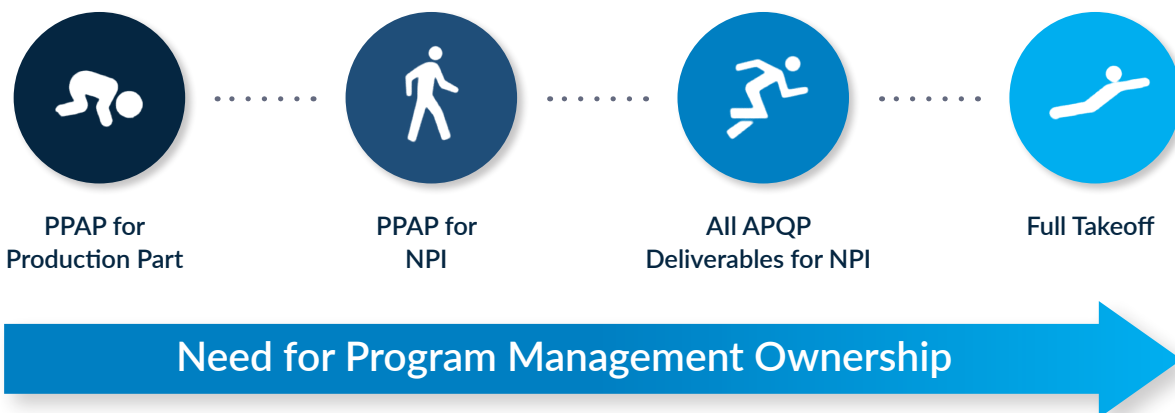 PPAP for
Production Part
PPAP for
NPI
All APQP
Deliverables for NPI
Full Takeoff
Need for Program Management Ownership